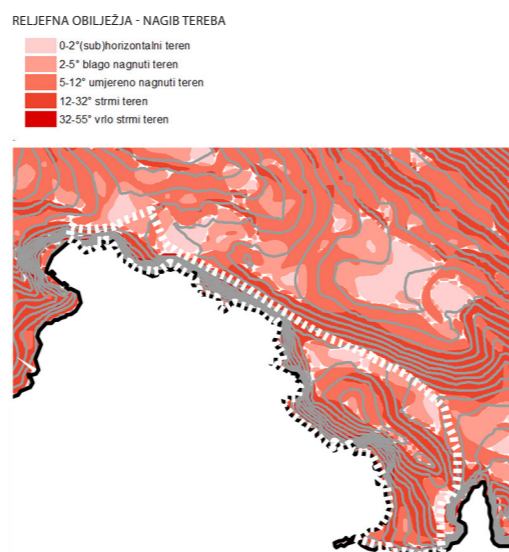 RELJEFNA OBILJEŽJA - NAGIB TEREBA
0-2°(sub)horizontalni teren
2-5° blago nagnuti teren
5-12° umjereno nagnuti teren
12-32° strmi teren
32-55° vrlo strmi teren